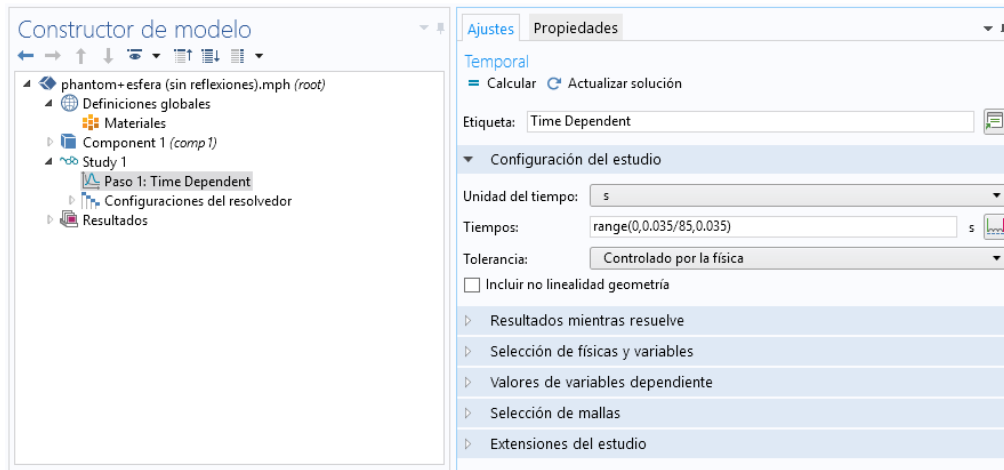 Constructor de modelo
phantom+esfera (sin reflexiones).mph (root)
Definiciones globales
Materiales
Component 1 (comp1)
Study 1
Paso 1: Time Dependent
Configuraciones del resolvedor
Resultados
Ajustes Propiedades
Temporal
= Calcular Actualizar solución
Etiqueta: Time Dependent
Configuración del estudio
Unidad del tiempo: s
Tiempos: range(0,0.035/85,0.035) s
Tolerancia: Controlado por la física
Incluir no linealidad geometría
Resultados mientras resuelve
Selección de físicas y variables
Valores de variables dependiente
Selección de mallas
Extensiones del estudio